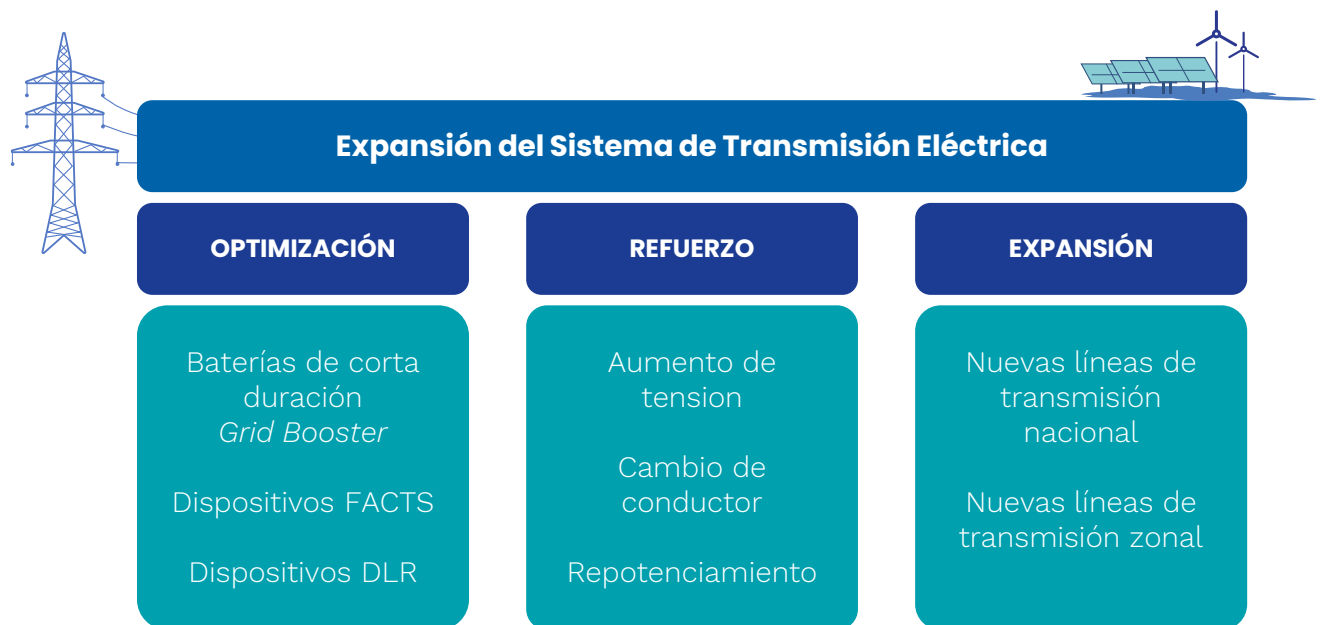 Expansión del Sistema de Transmisión Eléctrica
OPTIMIZACIÓN
Baterías de corta
duración
Grid Booster
Dispositivos FACTS
Dispositivos DLR
REFUERZO
Aumento de
tension
Cambio de
conductor
Repotenciamiento
EXPANSIÓN
Nuevas líneas de
transmisión
nacional
Nuevas líneas de
transmisión zonal